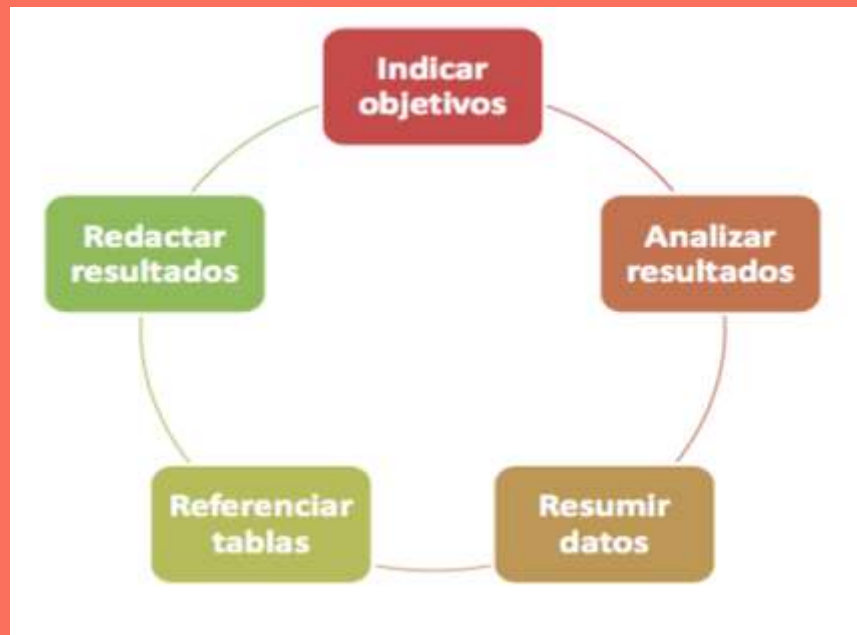 Indicar
objetivos
Analizar
resultados
Resumir
datos
Referenciar
tablas
Redactar
resultados